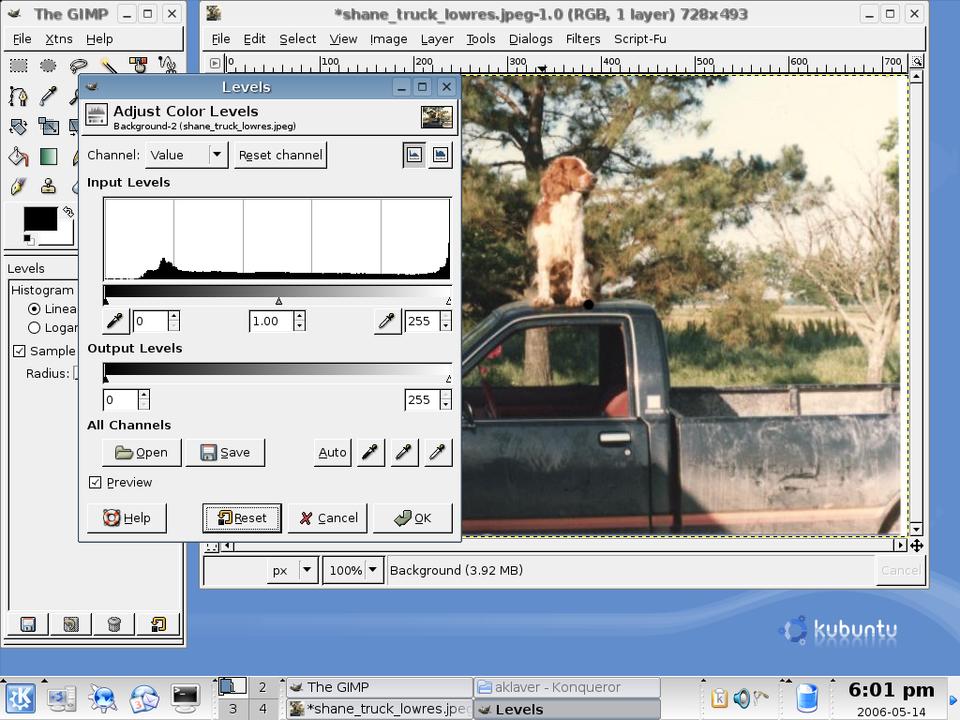 The GIMP
*shane_truck_lowres.jpeg-1.0 (RGB, 1 layer) 728x493
File Xtns Help
File Edit Select View Image Layer Tools Dialogs Filters Script-Fu
0 100 200 300 400 500 600 700
Levels
Adjust Color Levels
Background-2 (shane_truck_lowres.jpeg)
Channel: Value Reset channel
Input Levels
0 1.00 255
Output Levels
0 255
All Channels
Open Save Auto
Preview
Help Reset Cancel OK
Levels
Histogram
Linea
Logar
Sample
Radius:
px 100% Background (3.92 MB) Cancel
kubuntu
2
3 4
The GIMP
aklaver - Konqueror
*shane_truck_lowres.jpeg
Levels
6:01 pm
2006-05-14